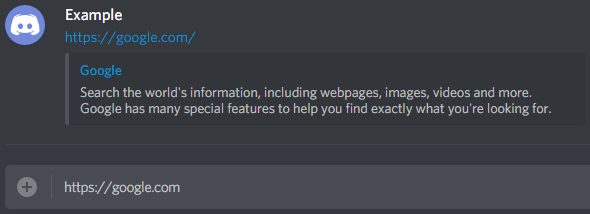 Example
https://google.com/
Google
Search the world's information, including webpages, images, videos and more.
Google has many special features to help you find exactly what you're looking for.
https://google.com